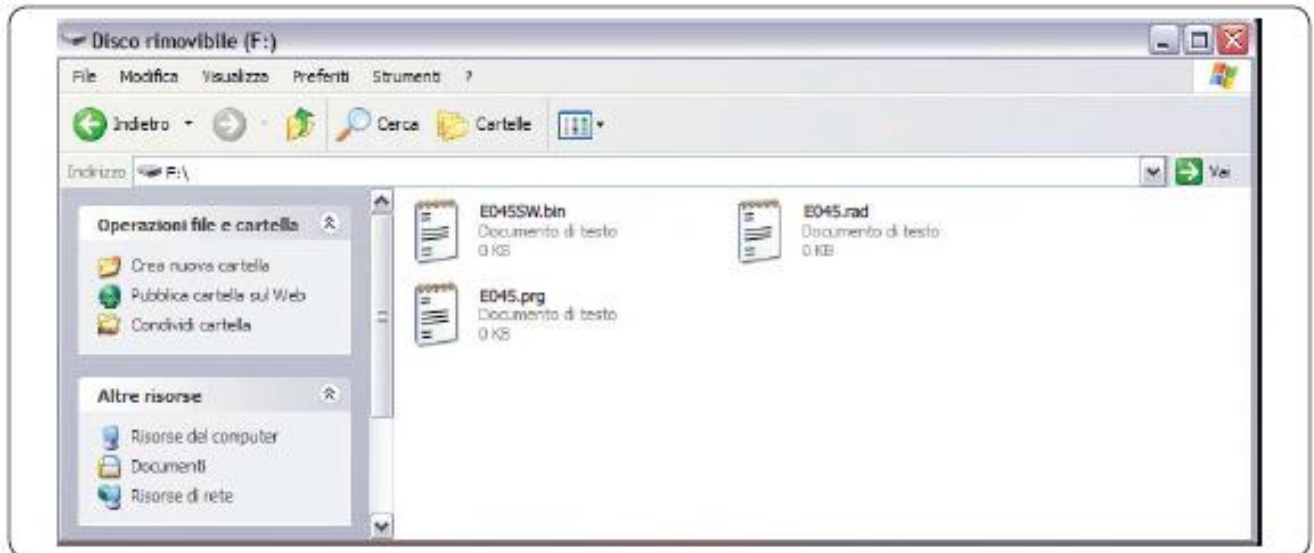 Disco rimovibile (F:)
File Modifica Visualizza Preferiti Strumenti ?
Indietro Cerca Cartelle
Indirizzo F:\ Vai
Operazioni file e cartella
Crea nuova cartella
Pubblica cartella sul Web
Condividi cartella
Altre risorse
Risorse del computer
Documenti
Risorse di rete
E045SW.bin
Documento di testo
0 KB
E045.rad
Documento di testo
0 KB
E045.prg
Documento di testo
0 KB